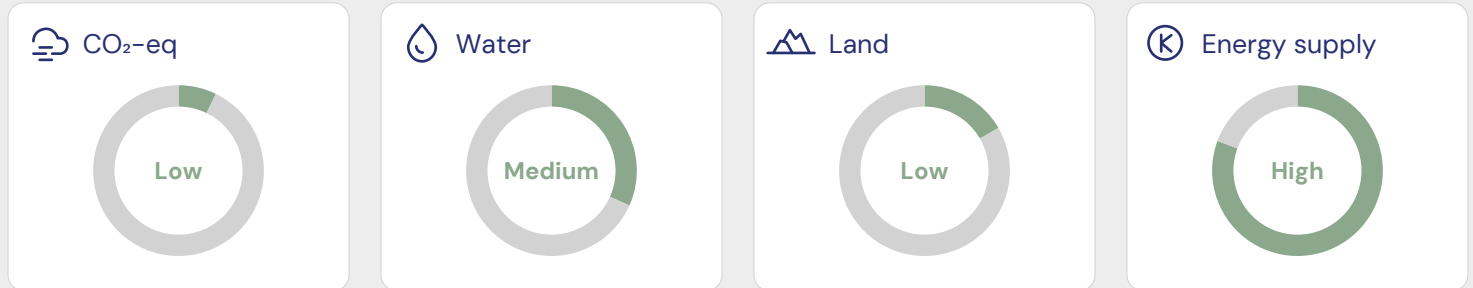 CO₂-eq
Low
Water
Medium
Land
Low
Energy supply
High